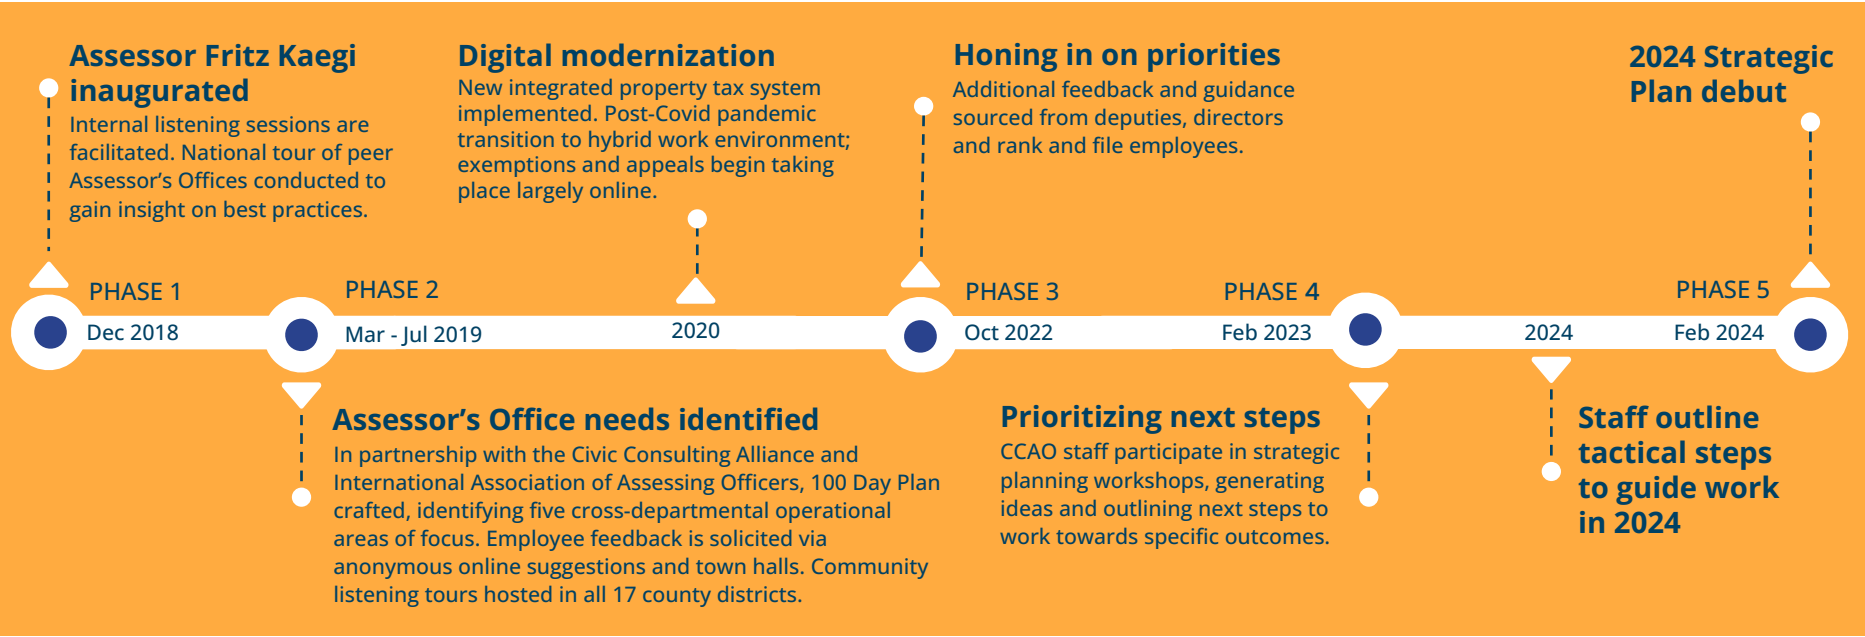 Assessor Fritz Kaegi
inaugurated
Internal listening sessions are
facilitated. National tour of peer
Assessor’s Offices conducted to
gain insight on best practices.
Digital modernization
New integrated property tax system
implemented. Post-Covid pandemic
transition to hybrid work environment;
exemptions and appeals begin taking
place largely online.
Honing in on priorities
Additional feedback and guidance
sourced from deputies, directors
and rank and file employees.
2024 Strategic
Plan debut
PHASE 1
Dec 2018
PHASE 2
Mar - Jul 2019
2020
PHASE 3
Oct 2022
PHASE 4
Feb 2023
2024
PHASE 5
Feb 2024
Assessor’s Office needs identified
In partnership with the Civic Consulting Alliance and
International Association of Assessing Officers, 100 Day Plan
crafted, identifying five cross-departmental operational
areas of focus. Employee feedback is solicited via
anonymous online suggestions and town halls. Community
listening tours hosted in all 17 county districts.
Prioritizing next steps
CCAO staff participate in strategic
planning workshops, generating
ideas and outlining next steps to
work towards specific outcomes.
Staff outline
tactical steps
to guide work
in 2024